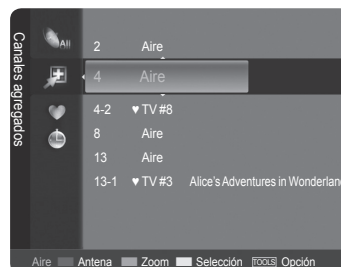 Canales agregados
All
2 Aire
4 Aire
4-2 ♥ TV #8
8 Aire
13 Aire
13-1 ♥ TV #3 Alice's Adventures in Wonderlan
Aire Antena Zoom Selección TOOLS Opción